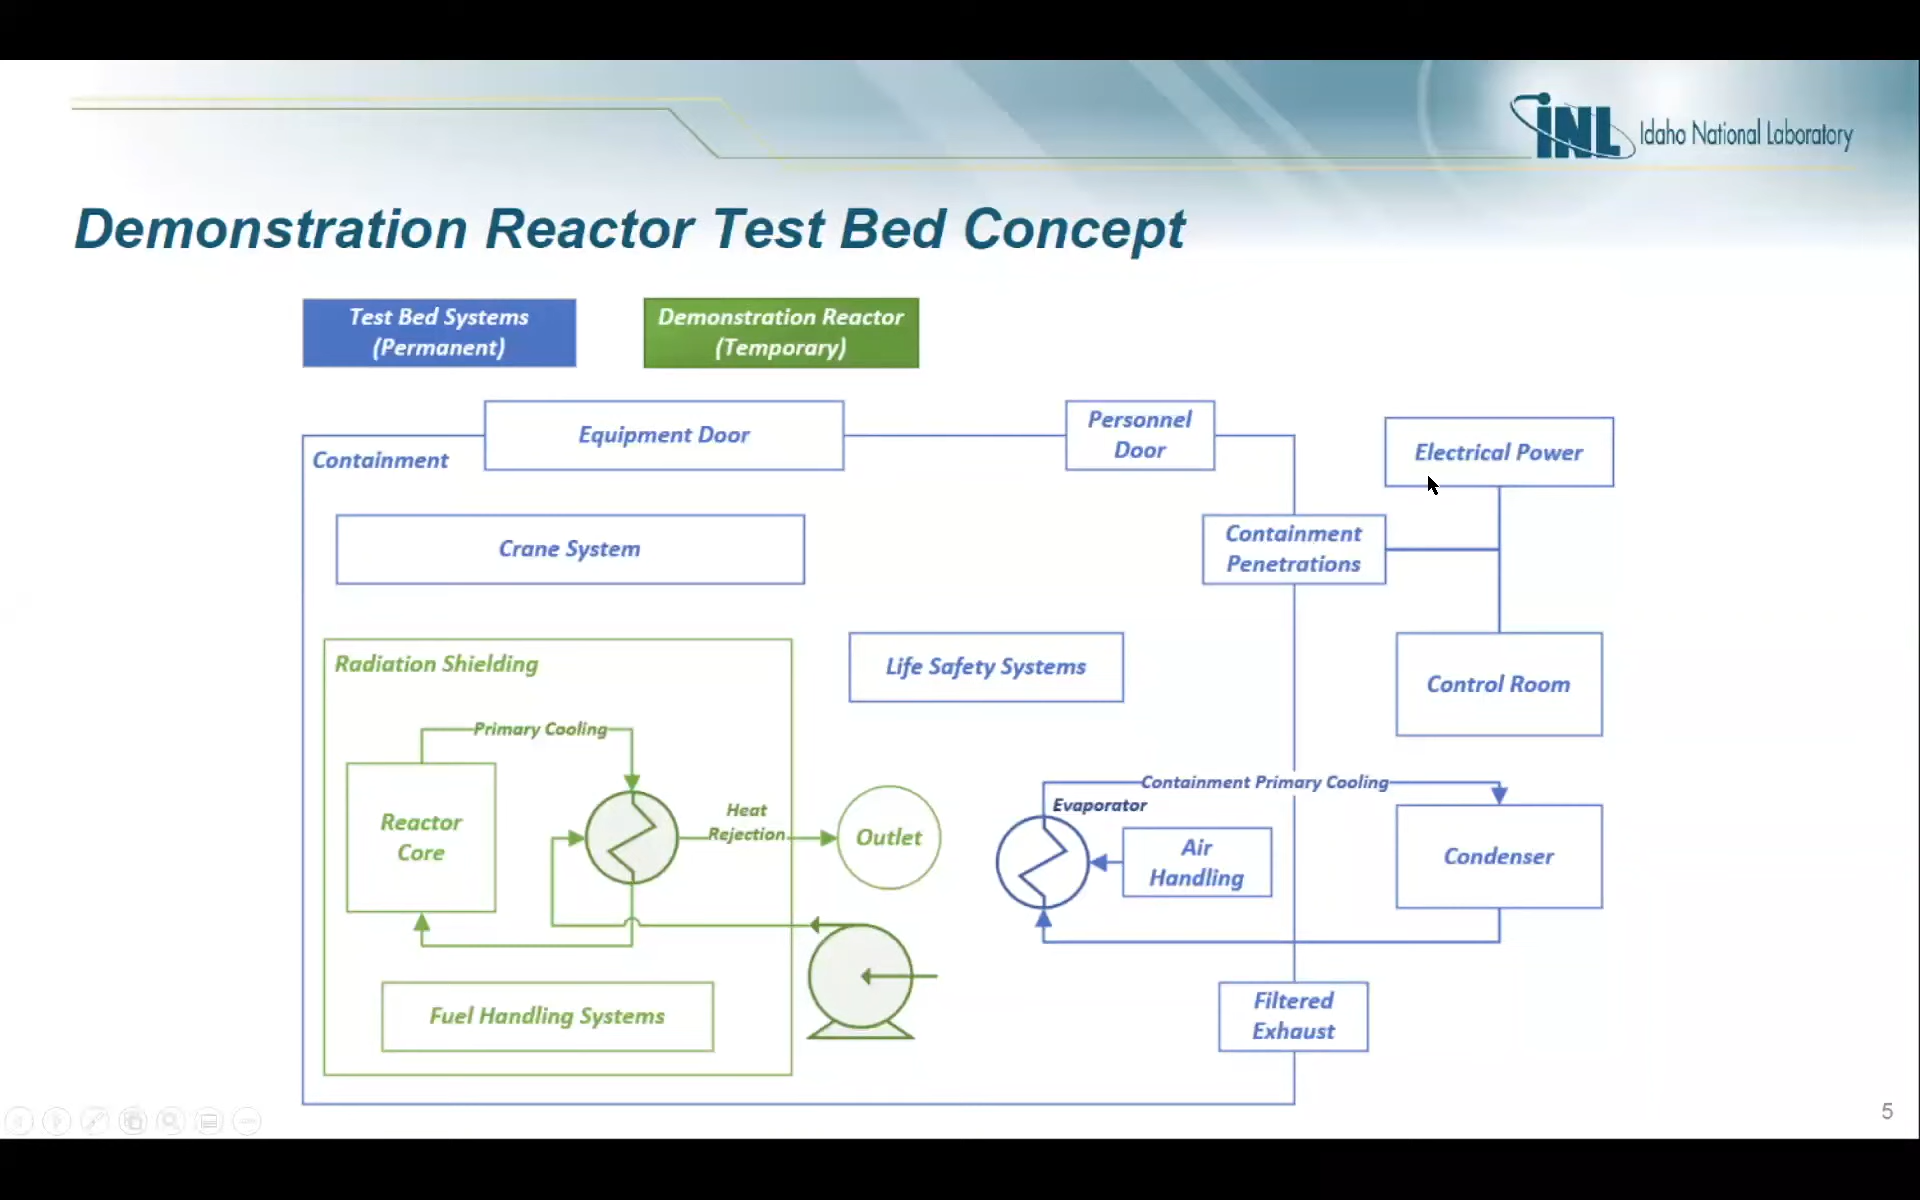 INL Idaho National Laboratory
Demonstration Reactor Test Bed Concept
Test Bed Systems
(Permanent)
Demonstration Reactor
(Temporary)
Equipment Door
Personnel
Door
Electrical Power
Containment
Crane System
Containment
Penetrations
Radiation Shielding
Life Safety Systems
Control Room
Primary Cooling
Reactor
Core
Heat
Rejection
Outlet
Containment Primary Cooling
Evaporator
Air
Handling
Condenser
Fuel Handling Systems
Filtered
Exhaust
5